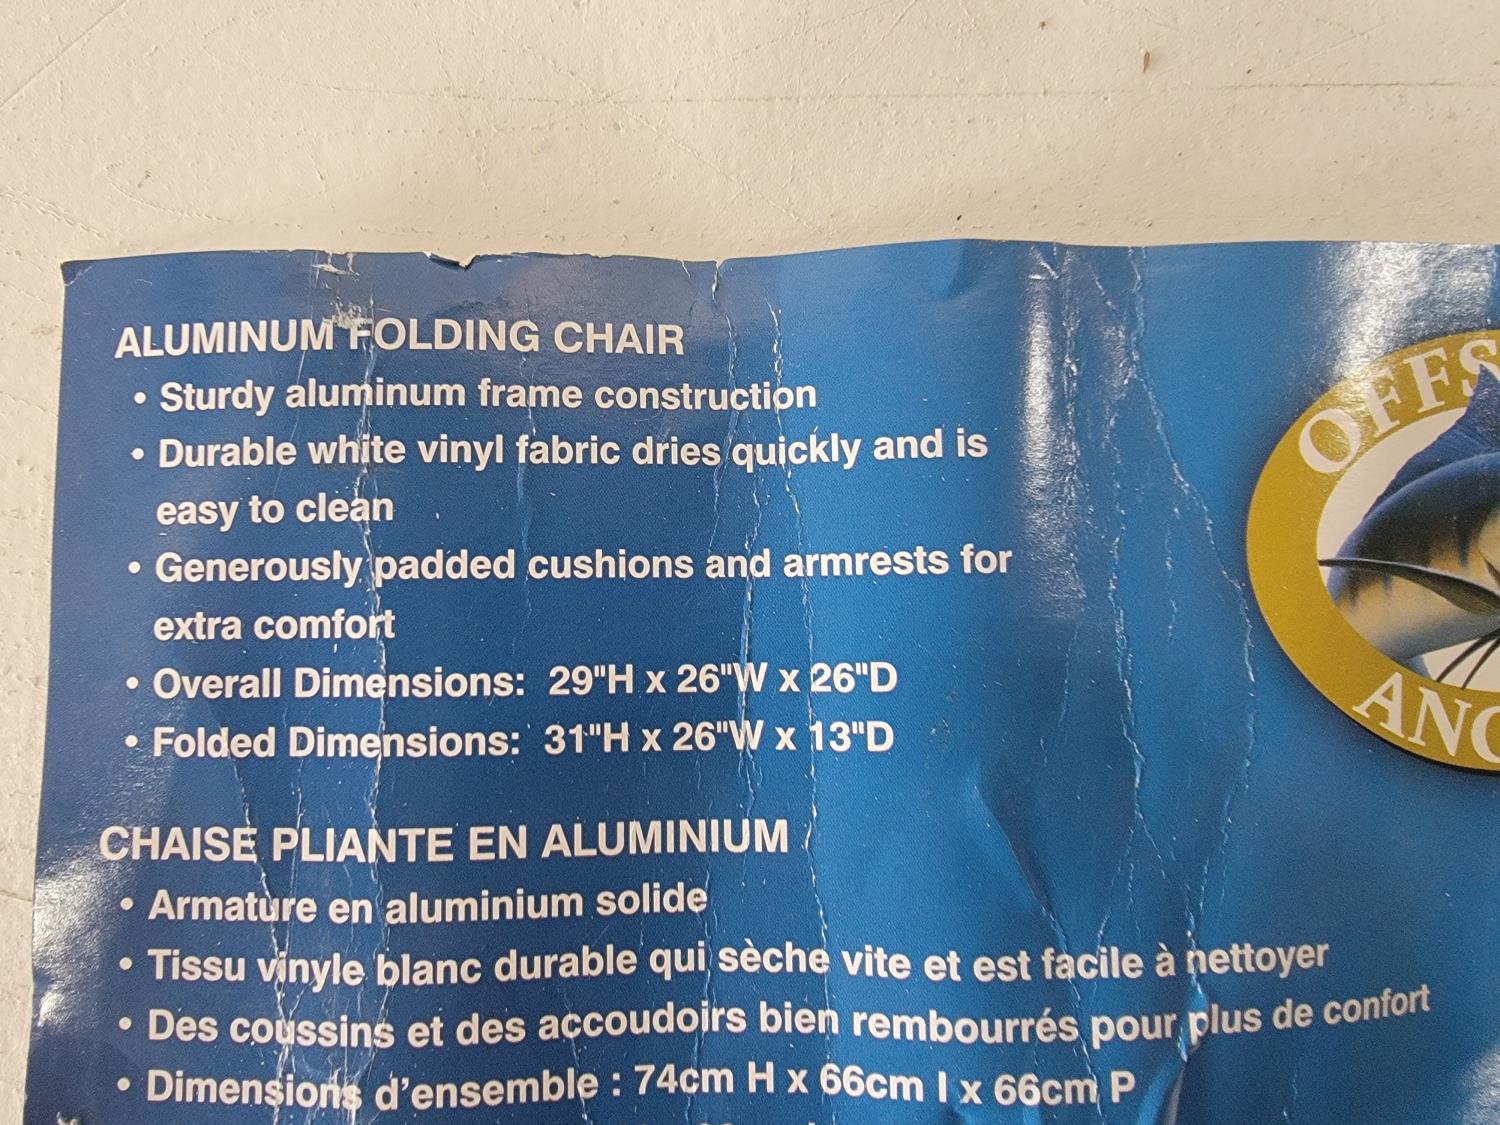 ALUMINUM FOLDING CHAIR
• Sturdy aluminum frame construction
• Durable white vinyl fabric dries quickly and is
easy to clean
• Generously padded cushions and armrests for
extra comfort
• Overall Dimensions: 29"H x 26"W x 26"D
• Folded Dimensions: 31"H x 26"W x 13"D
CHAISE PLIANTE EN ALUMINIUM
• Armature en aluminium solide
• Tissu vinyle blanc durable qui sèche vite et est facile à nettoyer
• Des coussins et des accoudoirs bien rembourrés pour plus de confort
• Dimensions d'ensemble : 74cm H x 66cm l x 66cm P
OFFS
ANG